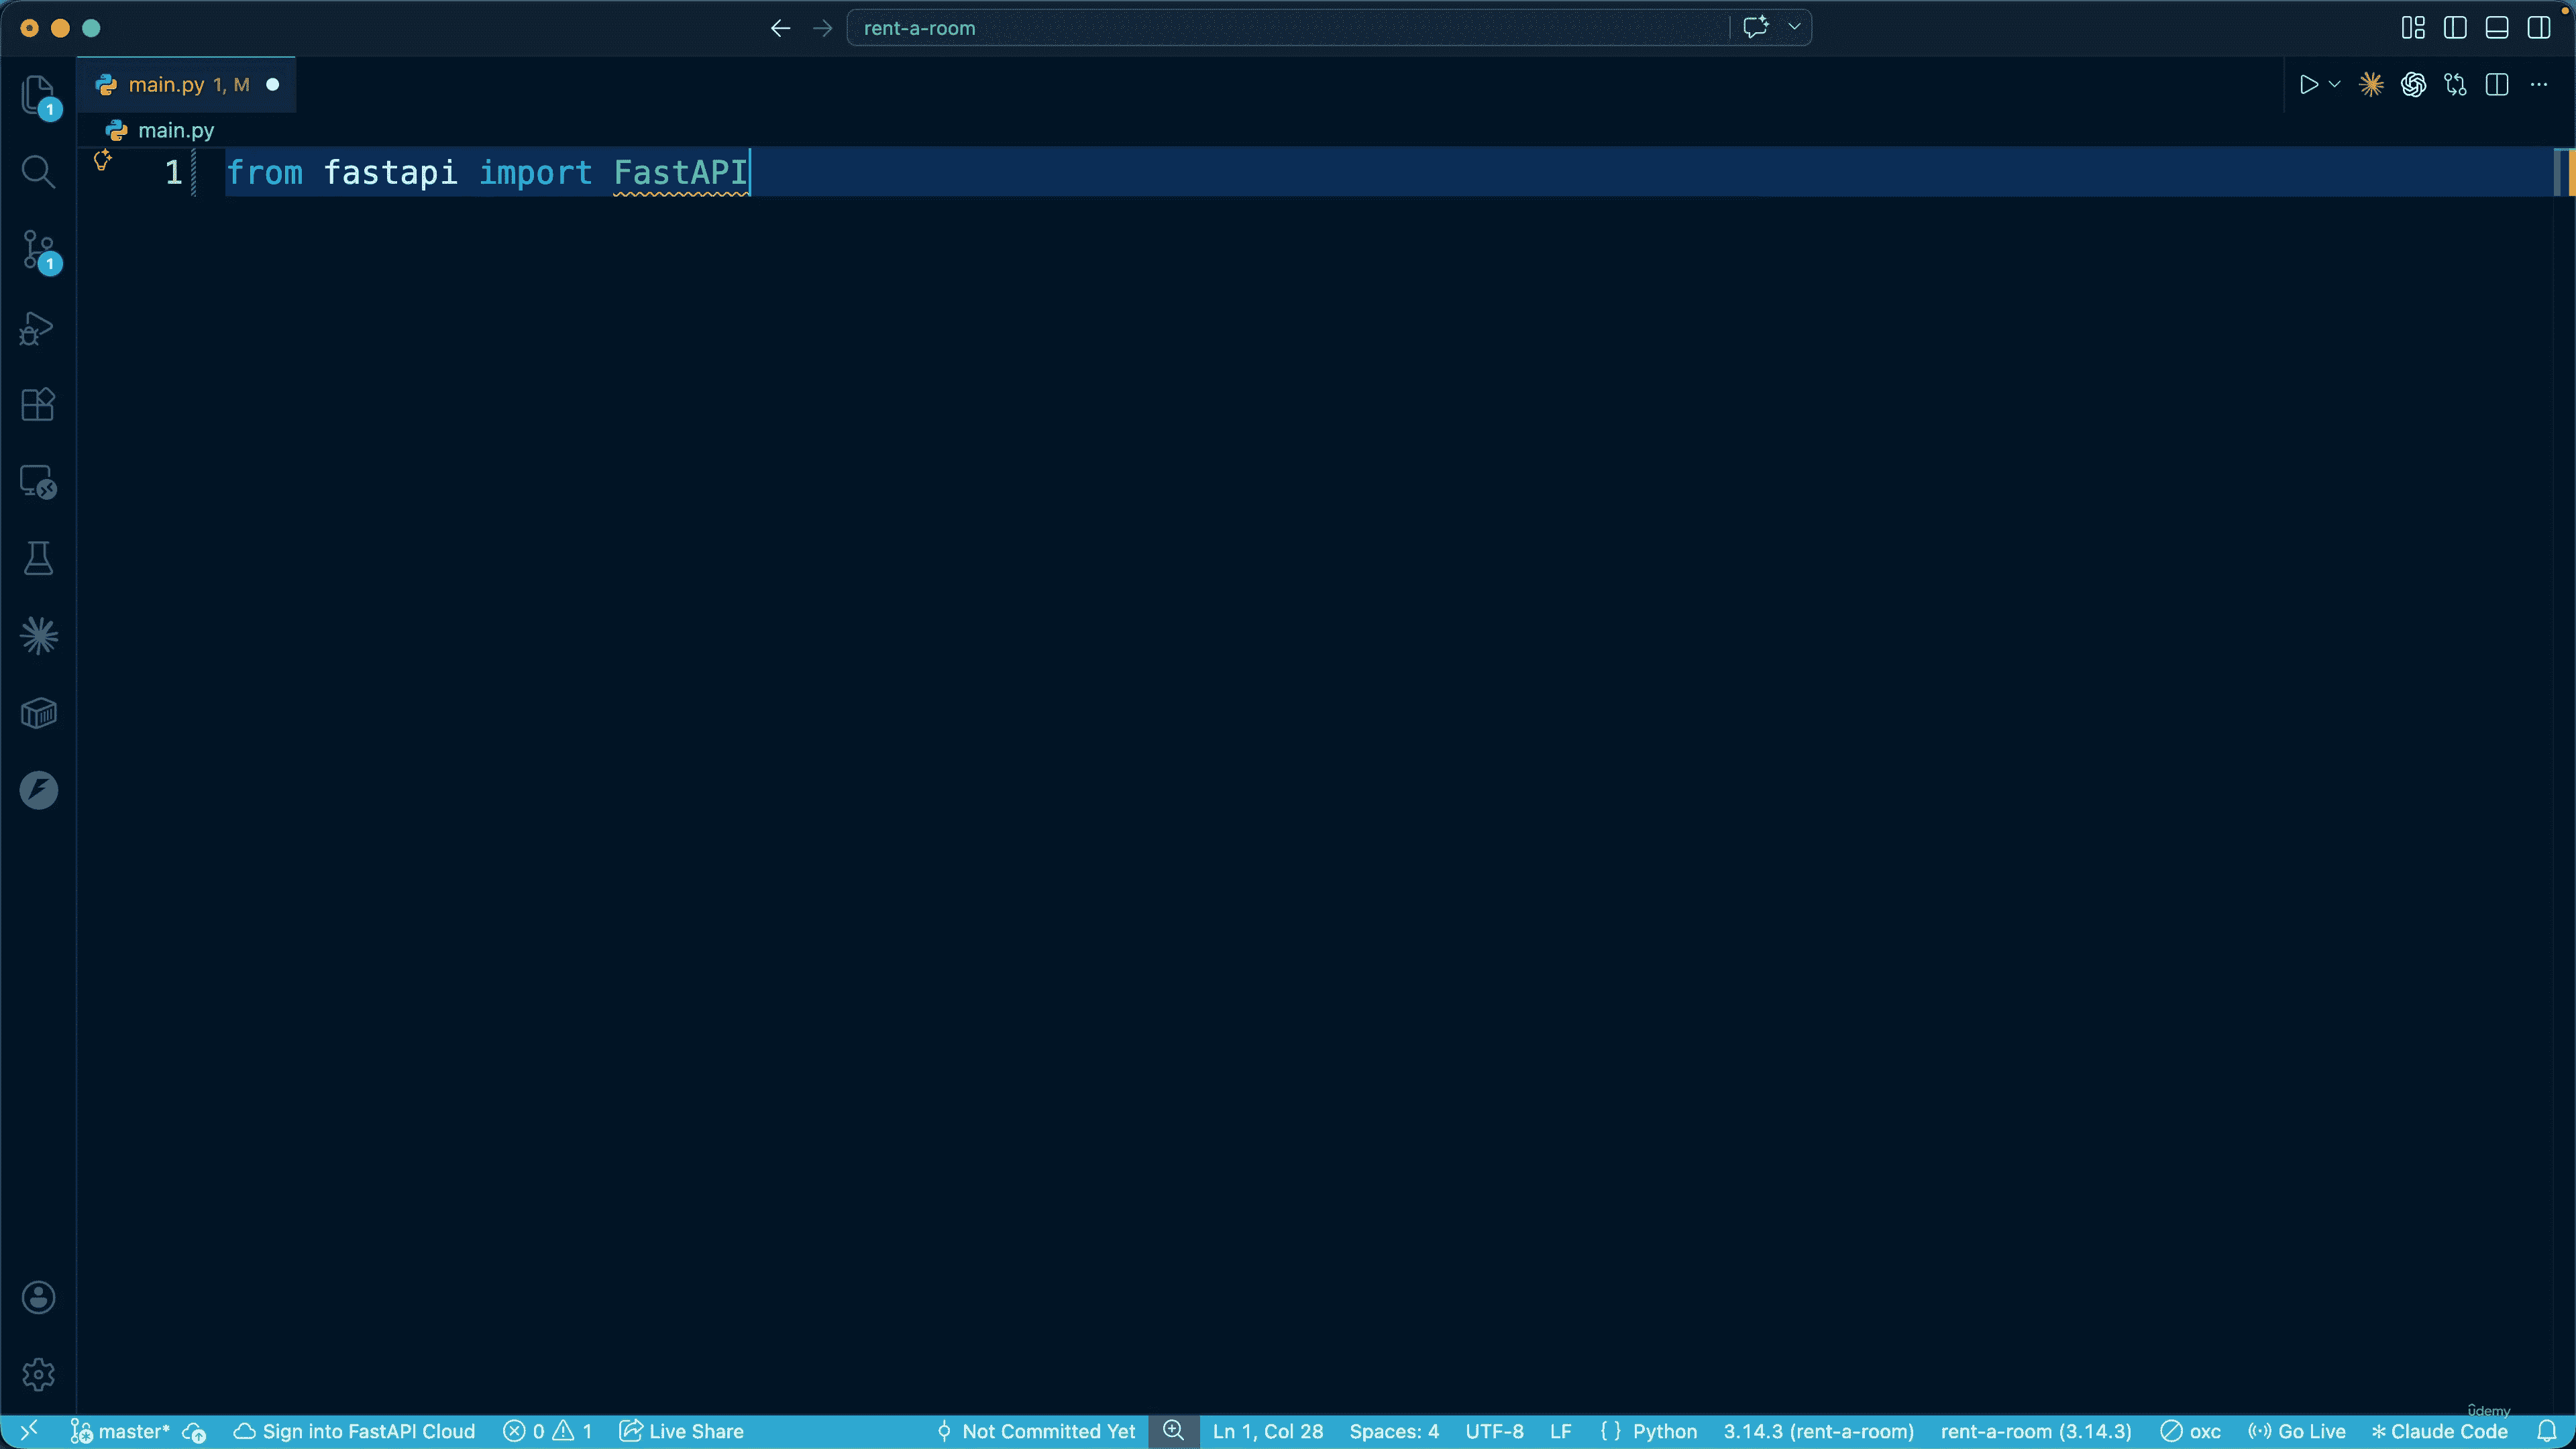 rent-a-room
main.py 1, M
main.py
1
1 from fastapi import FastAPI
1
udemy
master* Sign into FastAPI Cloud 0 1 Live Share Not Committed Yet Ln 1, Col 28 Spaces: 4 UTF-8 LF { } Python 3.14.3 (rent-a-room) rent-a-room (3.14.3) oxc Go Live Claude Code